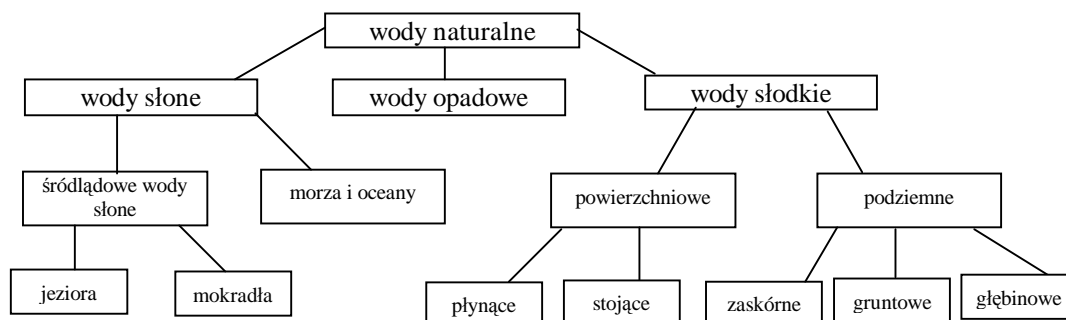 wody naturalne
wody słone
wody opadowe
wody słodkie
śródlądowe wody
słone
morza i oceany
powierzchniowe
podziemne
jeziora
mokradła
płynące
stojące
zaskórne
gruntowe
głębinowe